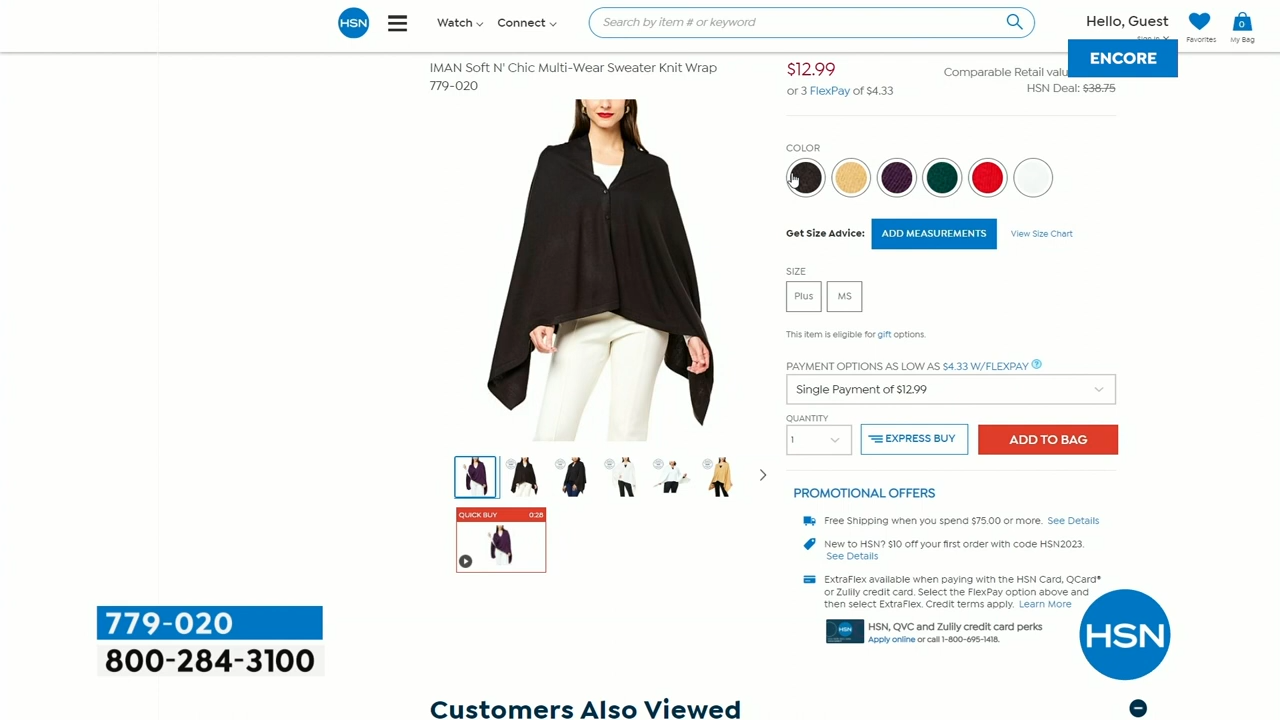 HSN
Watch
Connect
Search by item # or keyword
Hello, Guest
Favorites
0
My Bag
ENCORE
IMAN Soft N' Chic Multi-Wear Sweater Knit Wrap
779-020
$12.99
or 3 FlexPay of $4.33
Comparable Retail valu
HSN Deal: $38.75
COLOR
Get Size Advice:
ADD MEASUREMENTS
View Size Chart
SIZE
Plus
MS
This item is eligible for gift options.
PAYMENT OPTIONS AS LOW AS $4.33 W/FLEXPAY
Single Payment of $12.99
QUANTITY
1
EXPRESS BUY
ADD TO BAG
QUICK BUY 0:28
PROMOTIONAL OFFERS
Free Shipping when you spend $75.00 or more. See Details
New to HSN? $10 off your first order with code HSN2023.
See Details
ExtraFlex available when paying with the HSN Card, QCard®
or Zulily credit card. Select the FlexPay option above and
then select ExtraFlex. Credit terms apply. Learn More
HSN, QVC and Zulily credit card perks
Apply online or call 1-800-695-1418.
779-020
800-284-3100
HSN
Customers Also Viewed